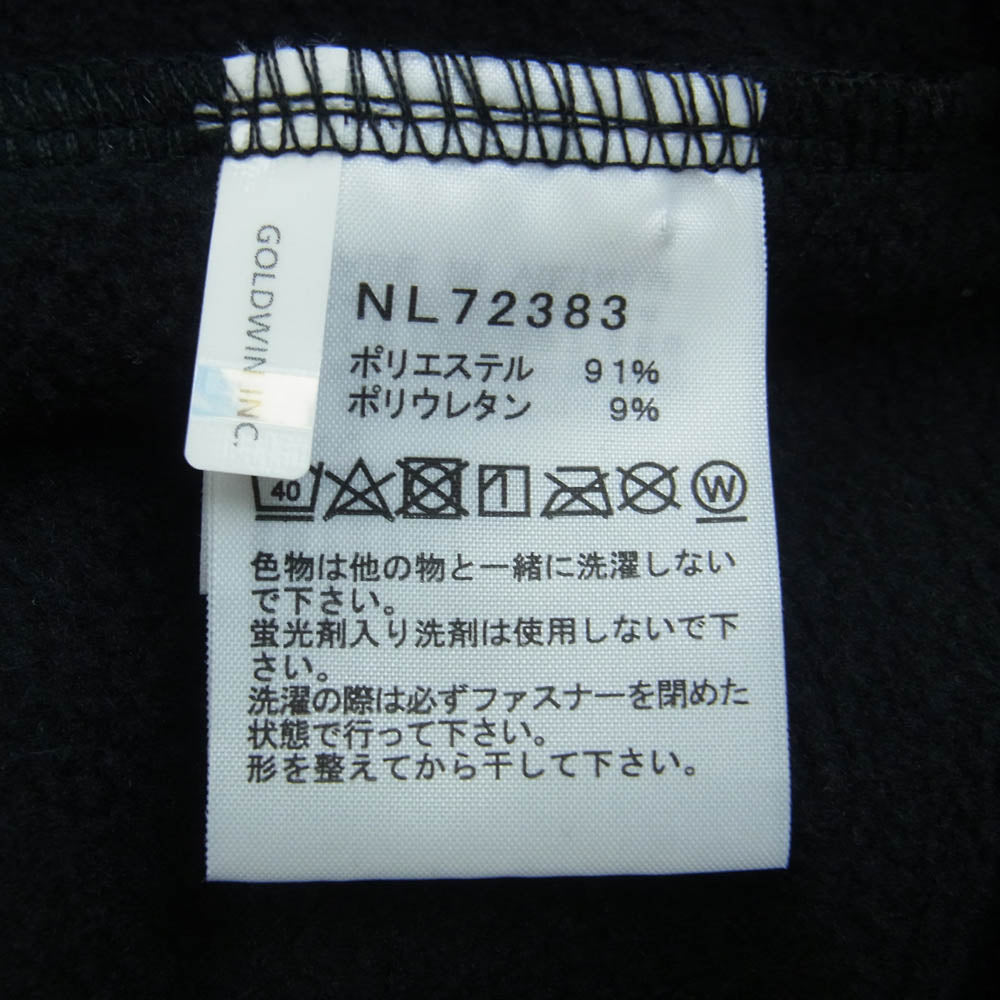 GOLDWIN INC.
NL72383
ポリエステル 91%
ポリウレタン 9%
40 1 W
色物は他の物と一緒に洗濯しない
で下さい。
蛍光剤入り洗剤は使用しないで下
さい。
洗濯の際は必ずファスナーを閉めた
状態で行って下さい。
形を整えてから干して下さい。